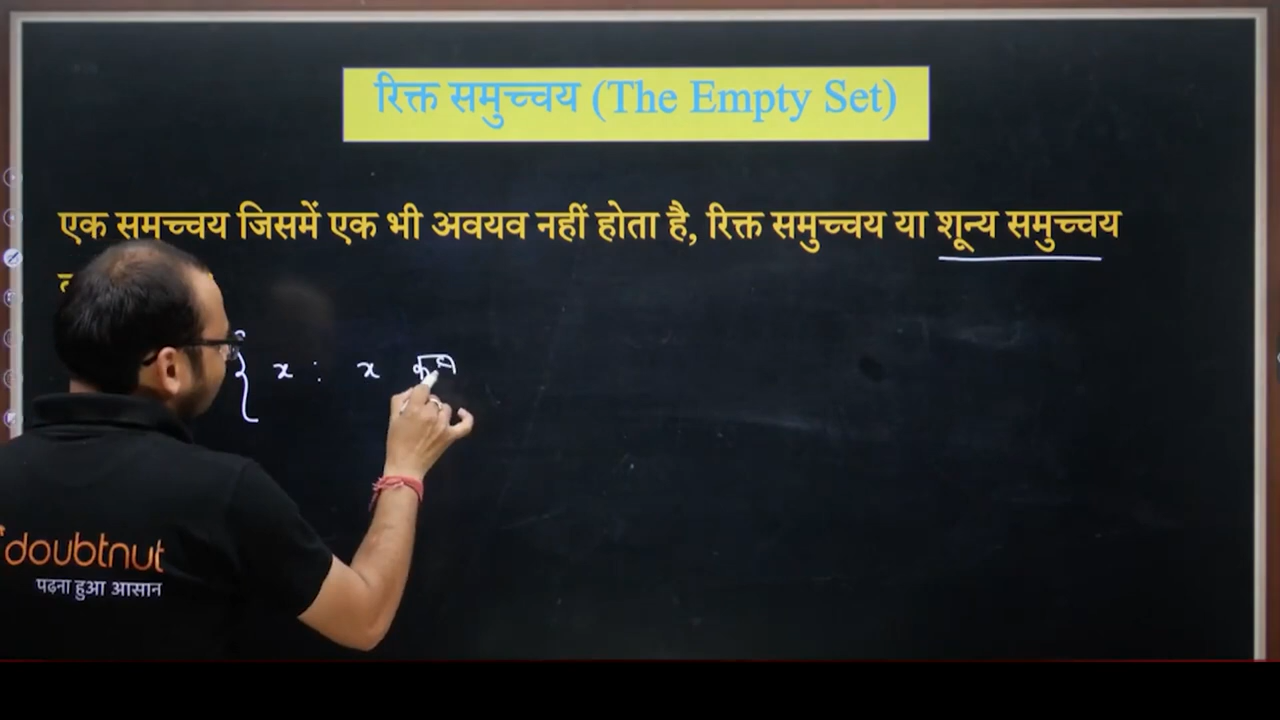 रिक्त समुच्चय (The Empty Set)
एक समच्चय जिसमें एक भी अवयव नहीं होता है, रिक्त समुच्चय या शून्य समुच्चय
{ x : x
doubtnut
पढ़ना हुआ आसान